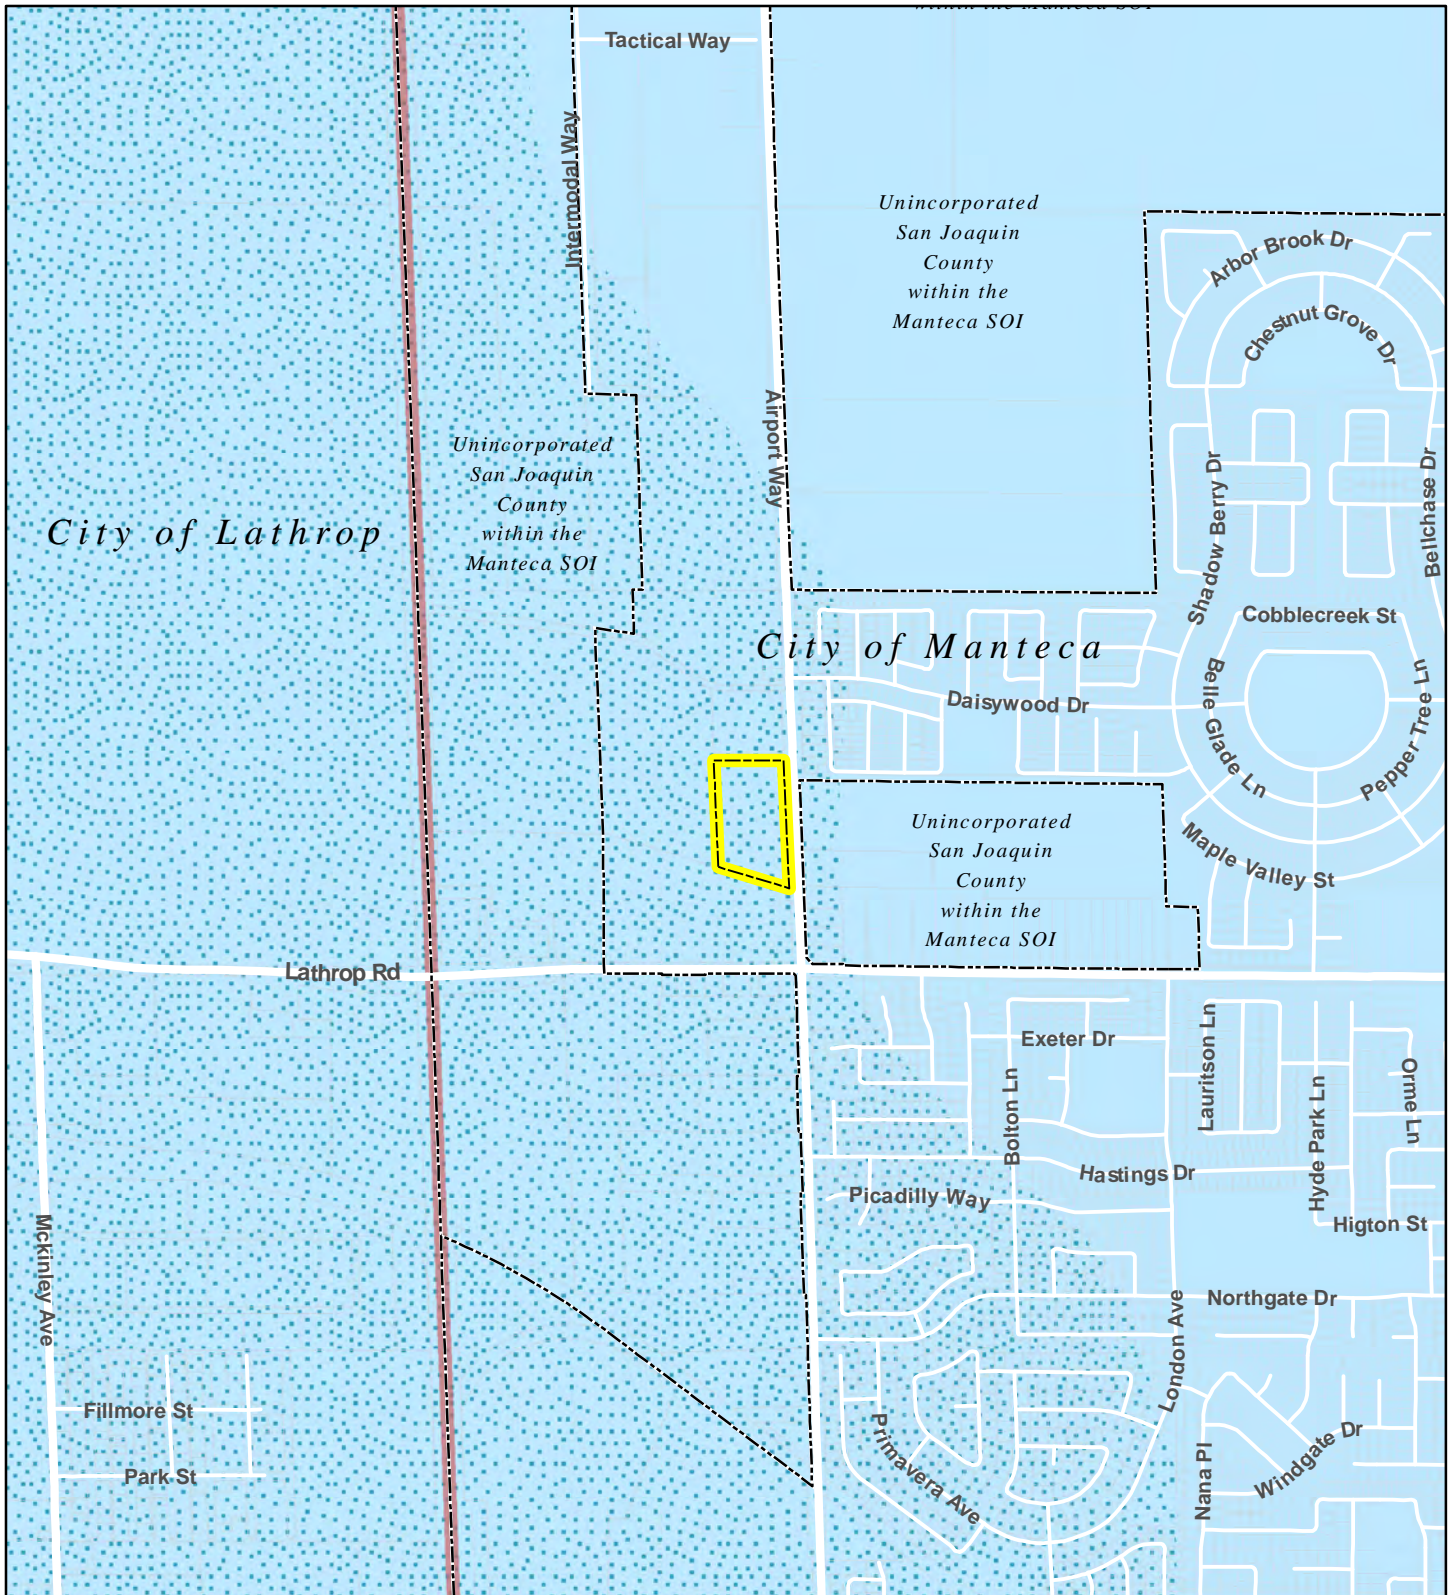 within the Manteca SOI
Tactical Way
Intermodal Way
Unincorporated
San Joaquin
County
within the
Manteca SOI
Arbor Brook Dr
Chestnut Grove Dr
Airport Way
Unincorporated
San Joaquin
County
within the
Manteca SOI
City of Lathrop
Shadow Berry Dr
Bellchase Dr
Cobblecreek St
City of Manteca
Daisywood Dr
Belle Glade Ln
Pepper Tree Ln
Unincorporated
San Joaquin
County
within the
Manteca SOI
Maple Valley St
Lathrop Rd
Exeter Dr
Lauritson Ln
Orme Ln
Bolton Ln
Hyde Park Ln
Hastings Dr
Picadilly Way
Higton St
Mckinley Ave
Northgate Dr
London Ave
Fillmore St
Primavera Ave
Windgate Dr
Park St
Nana Pl